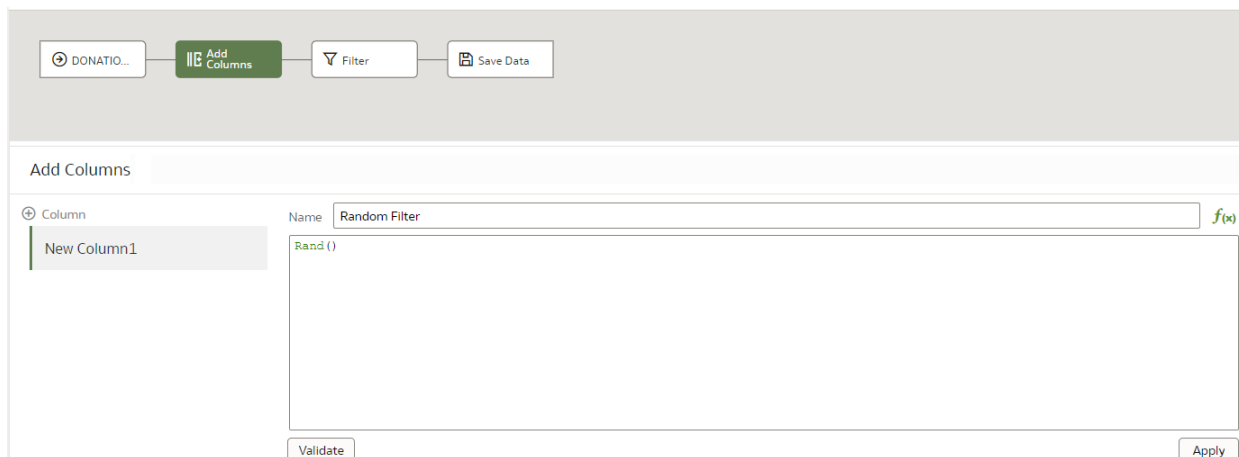 DONATIO...
Add
Columns
Filter
Save Data
Add Columns
Column
Name
Random Filter
f(x)
New Column1
Rand()
Validate
Apply